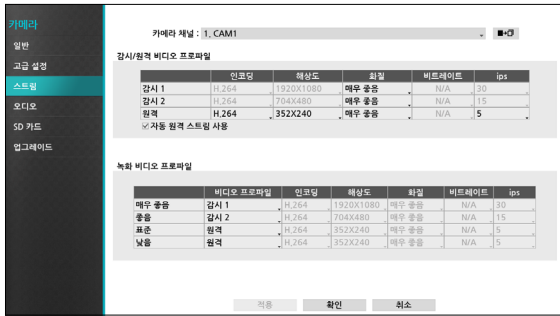 카메라
일반
고급 설정
스트림
오디오
SD 카드
업그레이드
카메라 채널 : 1. CAM1
감시/원격 비디오 프로파일
인코딩 해상도 화질 비트레이트 ips
감시 1 H.264 1920X1080 매우 좋음 N/A 30
감시 2 H.264 704X480 매우 좋음 N/A 15
원격 H.264 352X240 매우 좋음 N/A 5
자동 원격 스트림 사용
녹화 비디오 프로파일
비디오 프로파일 인코딩 해상도 화질 비트레이트 ips
매우 좋음 감시 1 H.264 1920X1080 매우 좋음 N/A 30
좋음 감시 2 H.264 704X480 매우 좋음 N/A 15
표준 원격 H.264 352X240 매우 좋음 N/A 5
낮음 원격 H.264 352X240 매우 좋음 N/A 5
적용 확인 취소